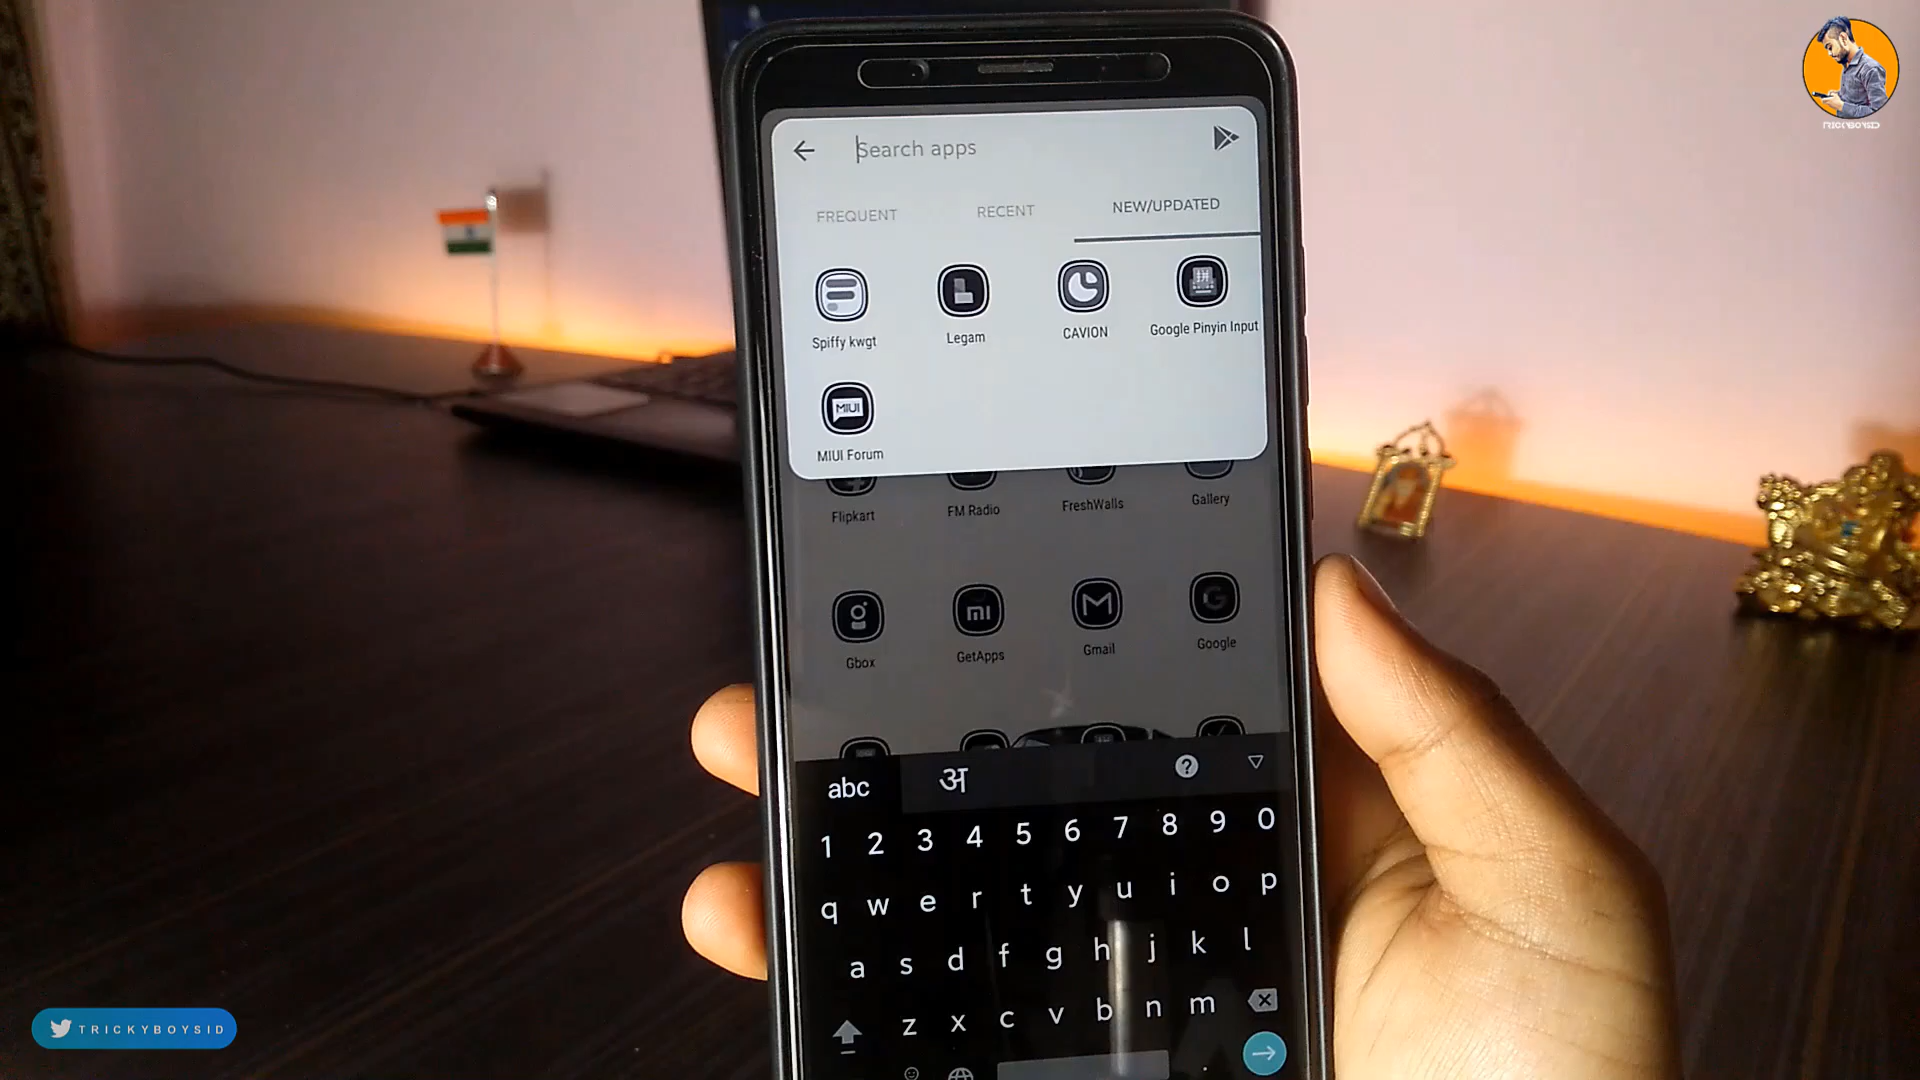 TRICKYBOYSID
Search apps
FREQUENT RECENT NEW/UPDATED
Spiffy kwgt Legam CAVION Google Pinyin Input
MIUI
MIUI Forum
Flipkart FM Radio FreshWalls Gallery
Gbox GetApps Gmail Google
abc अ ?
1 2 3 4 5 6 7 8 9 0
q w e r t y u i o p
a s d f g h j k l
z x c v b n m
TRICKYBOYSID